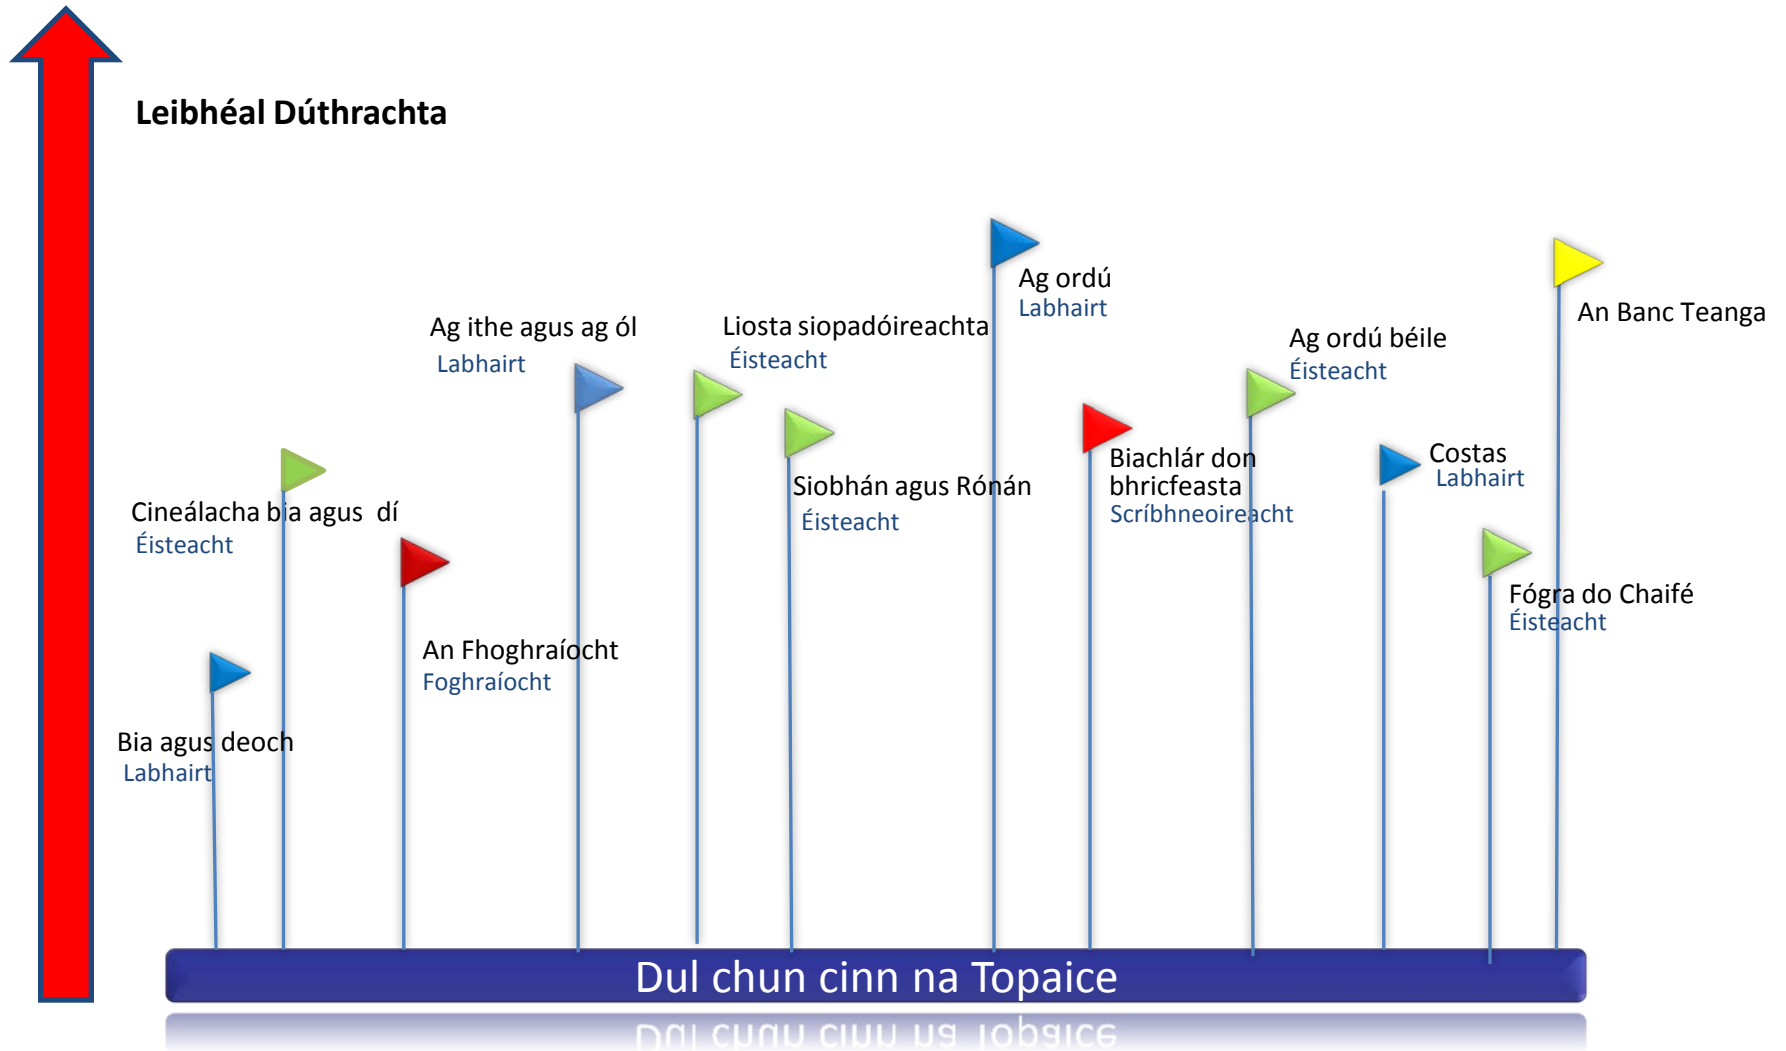 Leibhéal Dúthrachta
Bia agus deoch
Labhairt
Cineálacha bia agus dí
Éisteacht
An Fhoghraíocht
Foghraíocht
Ag ithe agus ag ól
Labhairt
Liosta siopadóireachta
Éisteacht
Siobhán agus Rónán
Éisteacht
Ag ordú
Labhairt
Biachlár don
bhricfeasta
Scríbhneoireacht
Ag ordú béile
Éisteacht
Costas
Labhairt
Fógra do Chaifé
Éisteacht
An Banc Teanga
Dul chun cinn na Topaice